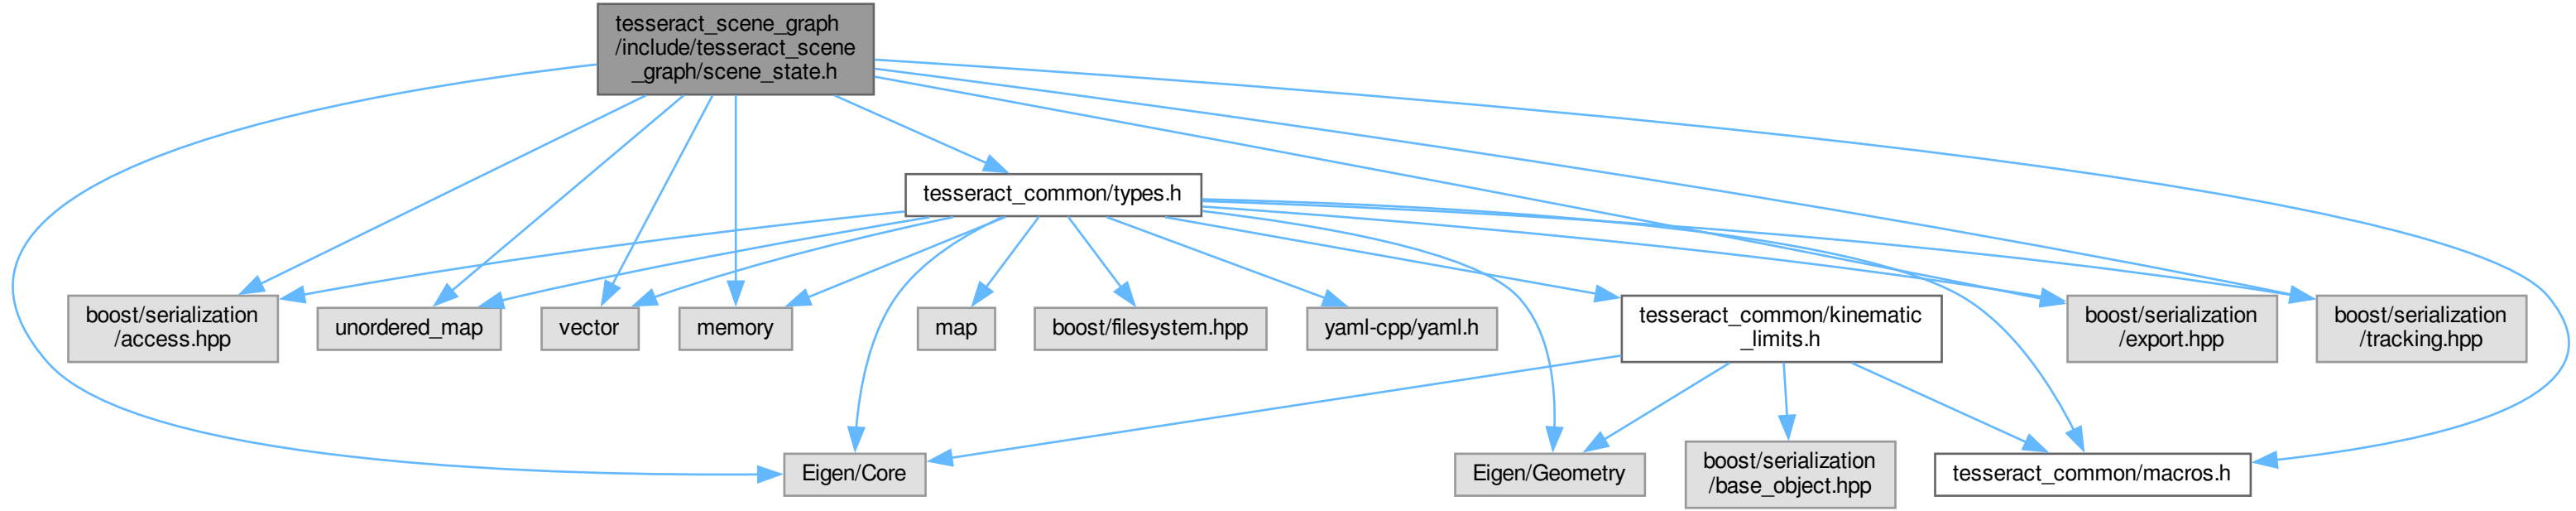 tesseract_scene_graph
/include/tesseract_scene
_graph/scene_state.h
tesseract_common/types.h
boost/serialization
/access.hpp
unordered_map
vector
memory
map
boost/filesystem.hpp
yaml-cpp/yaml.h
tesseract_common/kinematic
_limits.h
boost/serialization
/export.hpp
boost/serialization
/tracking.hpp
Eigen/Core
Eigen/Geometry
boost/serialization
/base_object.hpp
tesseract_common/macros.h